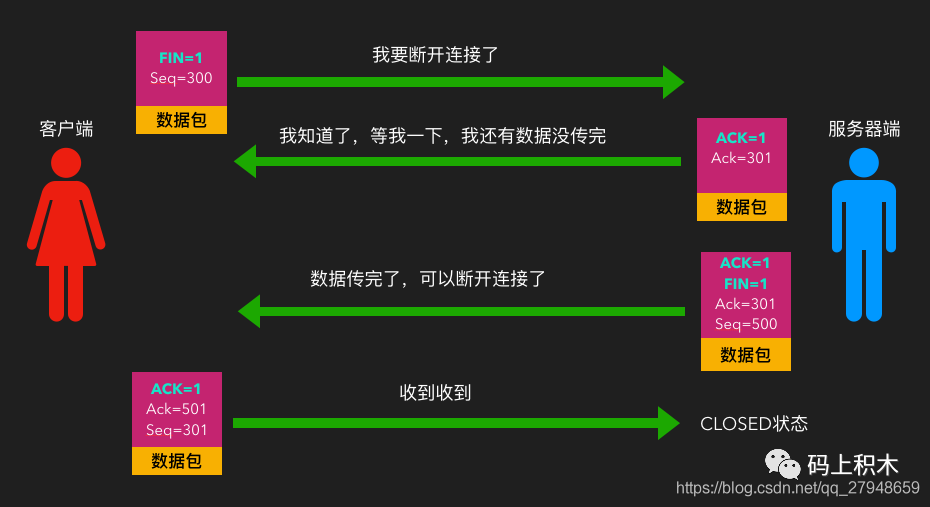 我要断开连接了
FIN=1
Seq=300
数据包
客户端
我知道了，等我一下，我还有数据没传完
ACK=1
Ack=301
数据包
服务器端
数据传完了，可以断开连接了
ACK=1
FIN=1
Ack=301
Seq=500
数据包
收到收到
ACK=1
Ack=501
Seq=301
数据包
CLOSED状态
码上积木
https://blog.csdn.net/qq_27948659